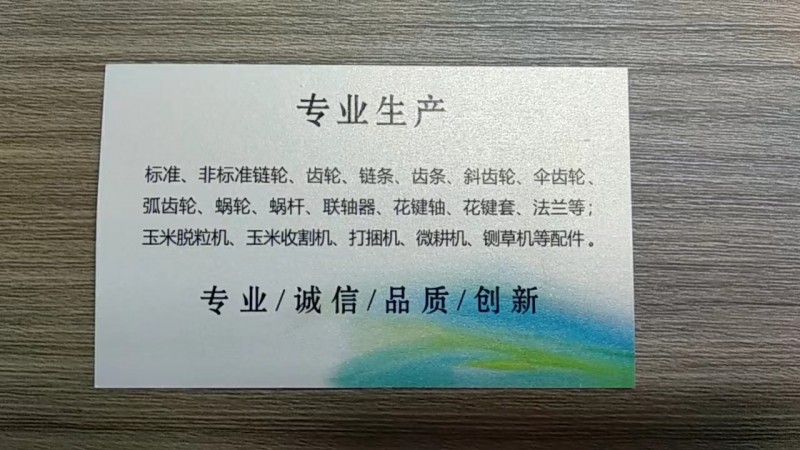 专业生产
标准、非标准链轮、齿轮、链条、齿条、斜齿轮、伞齿轮、
弧齿轮、蜗轮、蜗杆、联轴器、花键轴、花键套、法兰等；
玉米脱粒机、玉米收割机、打捆机、微耕机、铡草机等配件。
专业/诚信/品质/创新